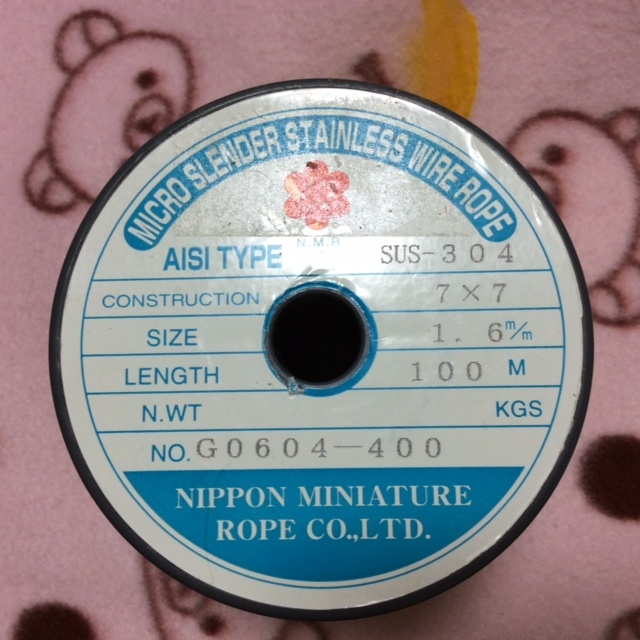 MICRO SLENDER STAINLESS WIRE ROPE
N.M.R
AISI TYPE SUS-304
CONSTRUCTION 7×7
SIZE 1.6m/m
LENGTH 100 M
N.WT KGS
NO. G0604-400
NIPPON MINIATURE
ROPE CO.,LTD.